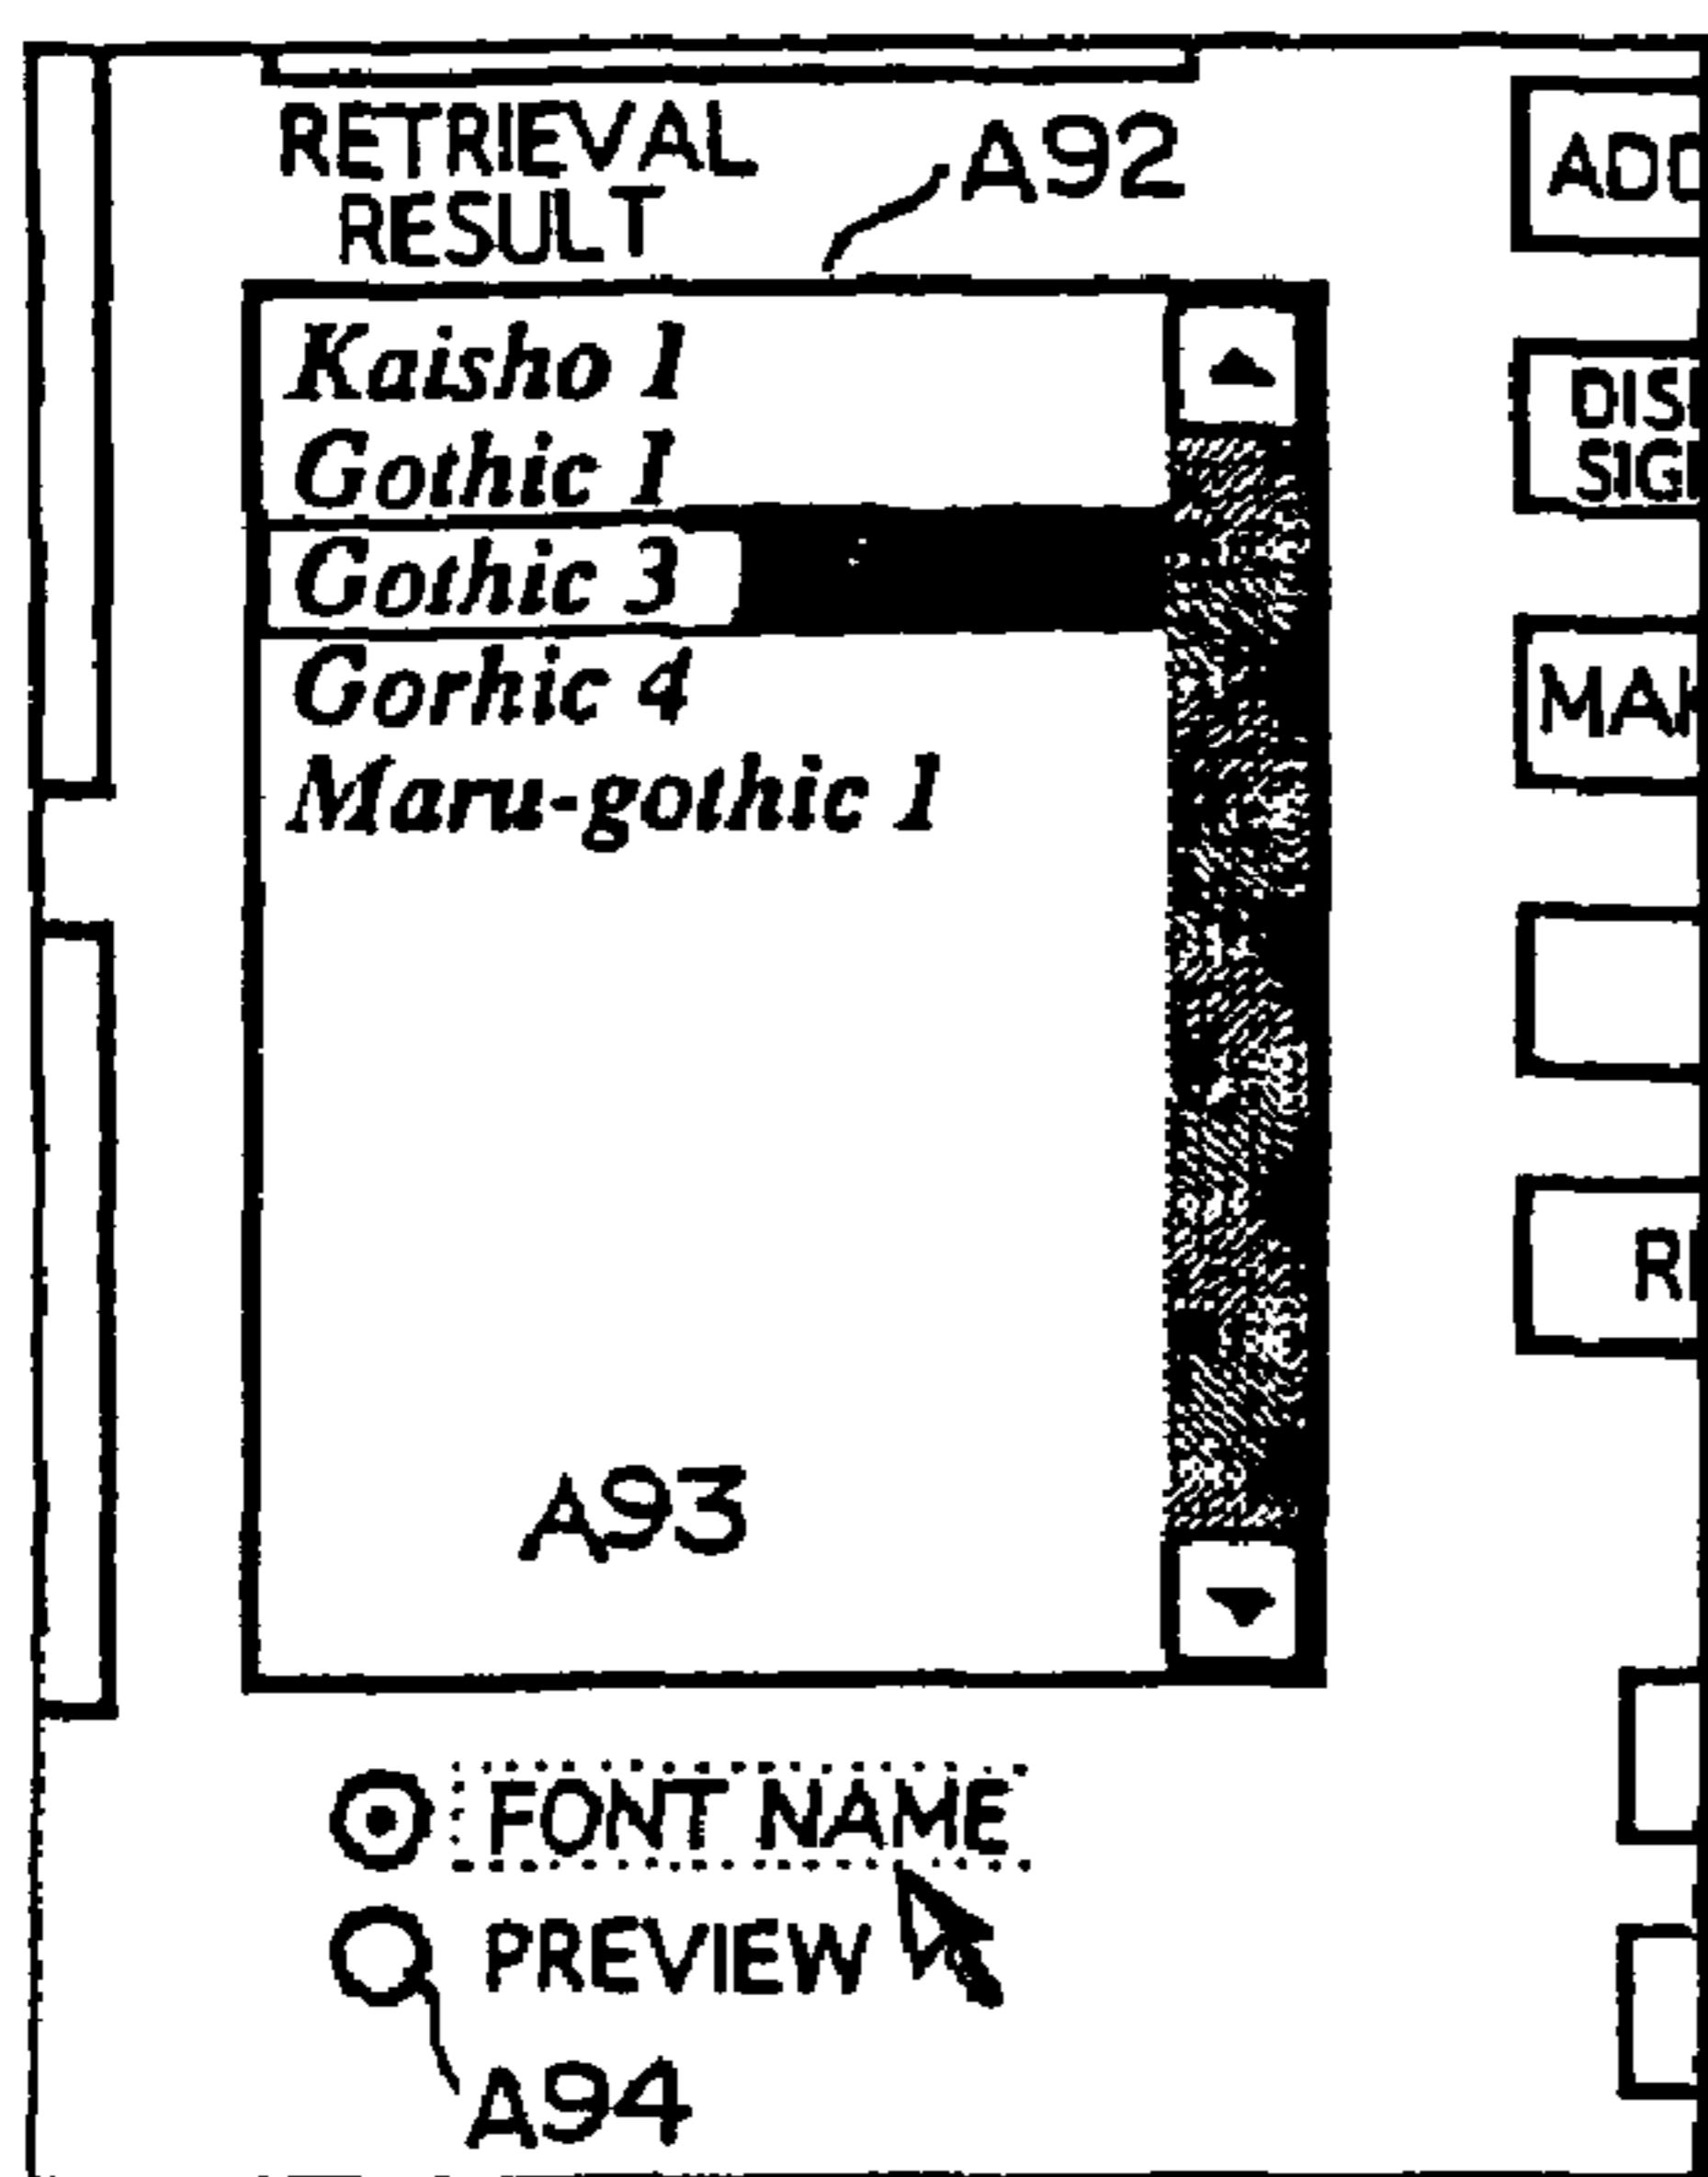 RETRIEVAL
RESULT
A92
Kaisho 1
Gothic 1
Gothic 3
Gorhic 4
Maru-gothic 1
A93
FONT NAME
PREVIEW
A94